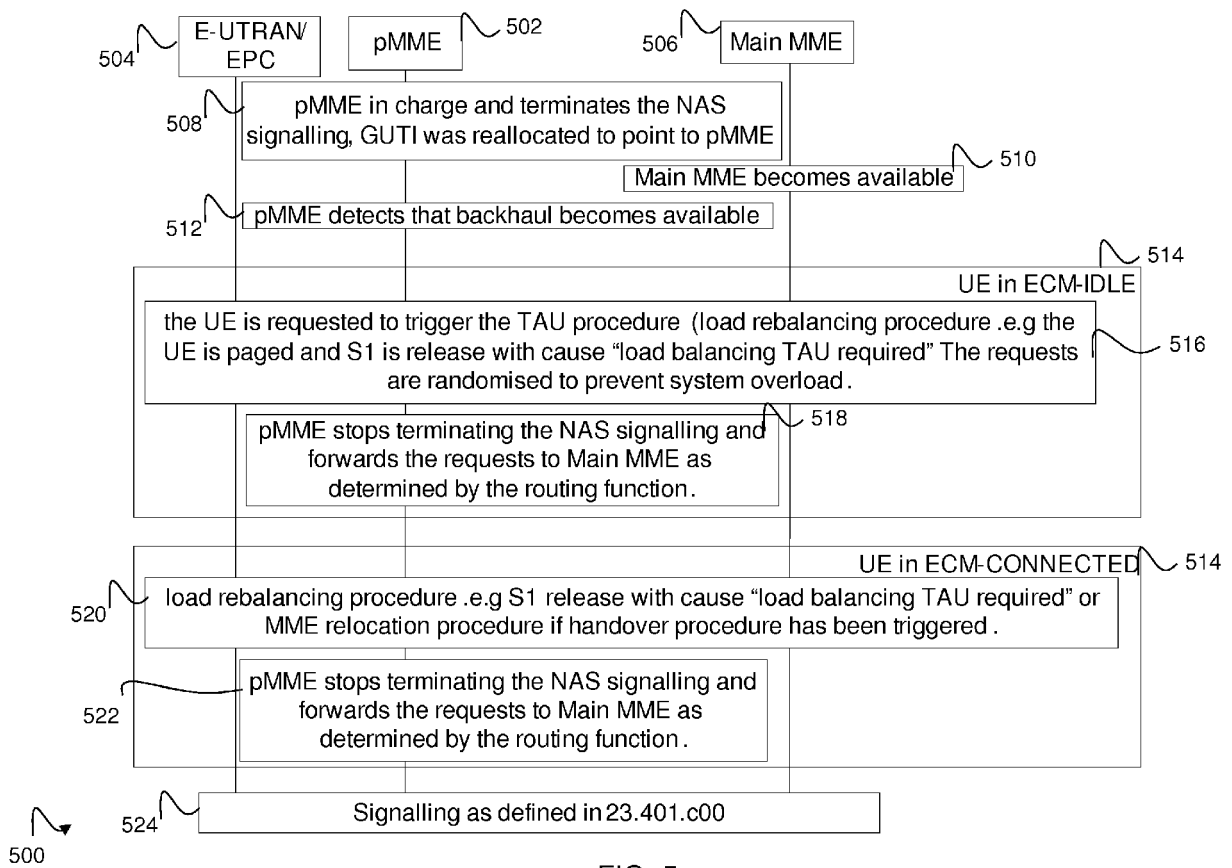 504
E-UTRAN/
EPC
pMME
502
506
Main MME
508
pMME in charge and terminates the NAS
signalling, GUTI was reallocated to point to pMME
510
Main MME becomes available
512
pMME detects that backhaul becomes available
514
UE in ECM-IDLE
the UE is requested to trigger the TAU procedure (load rebalancing procedure .e.g the
UE is paged and S1 is release with cause “load balancing TAU required” The requests
are randomised to prevent system overload .
516
518
pMME stops terminating the NAS signalling and
forwards the requests to Main MME as
determined by the routing function .
UE in ECM-CONNECTED
514
520
load rebalancing procedure .e.g S1 release with cause “load balancing TAU required” or
MME relocation procedure if handover procedure has been triggered .
522
pMME stops terminating the NAS signalling and
forwards the requests to Main MME as
determined by the routing function .
524
Signalling as defined in 23.401.c00
500